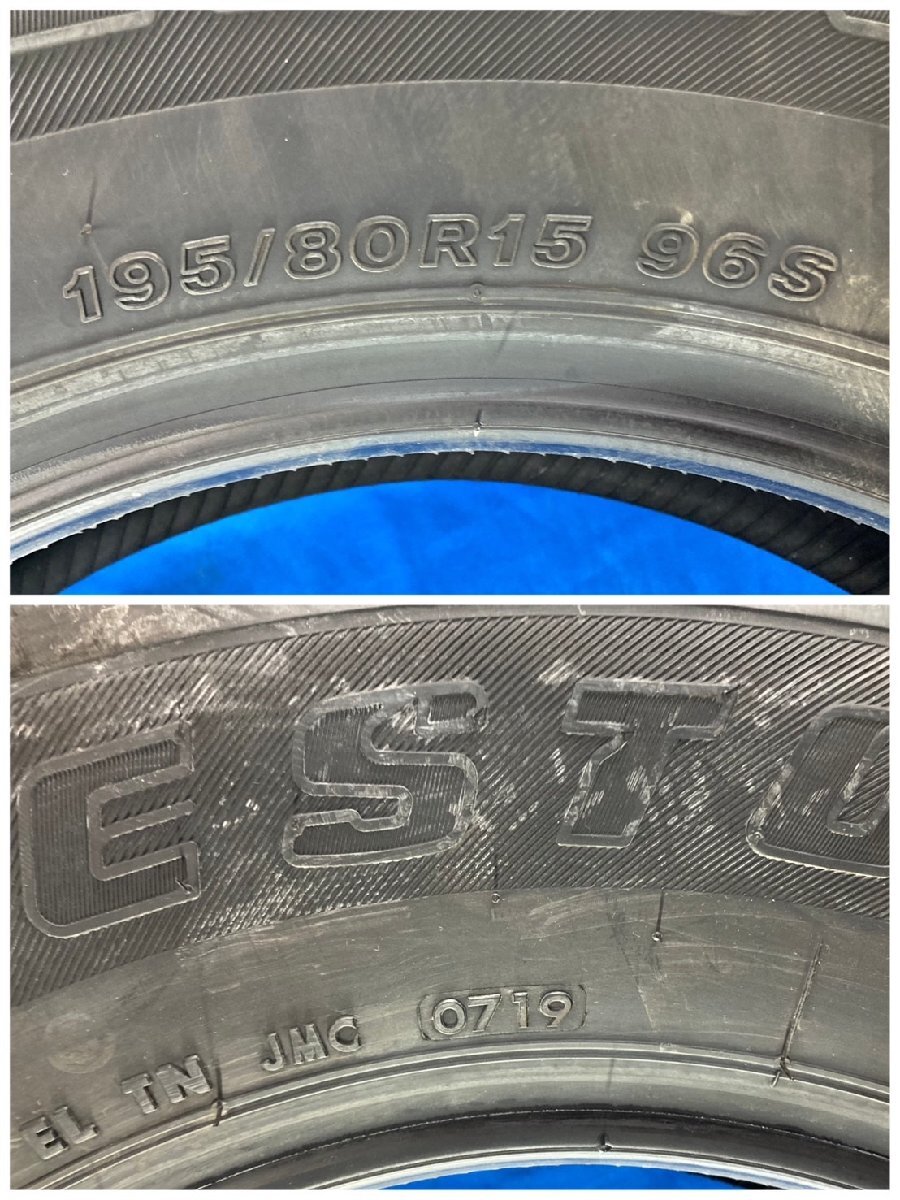 195/80R15 96S
ESTO
EL TN JMC 0719